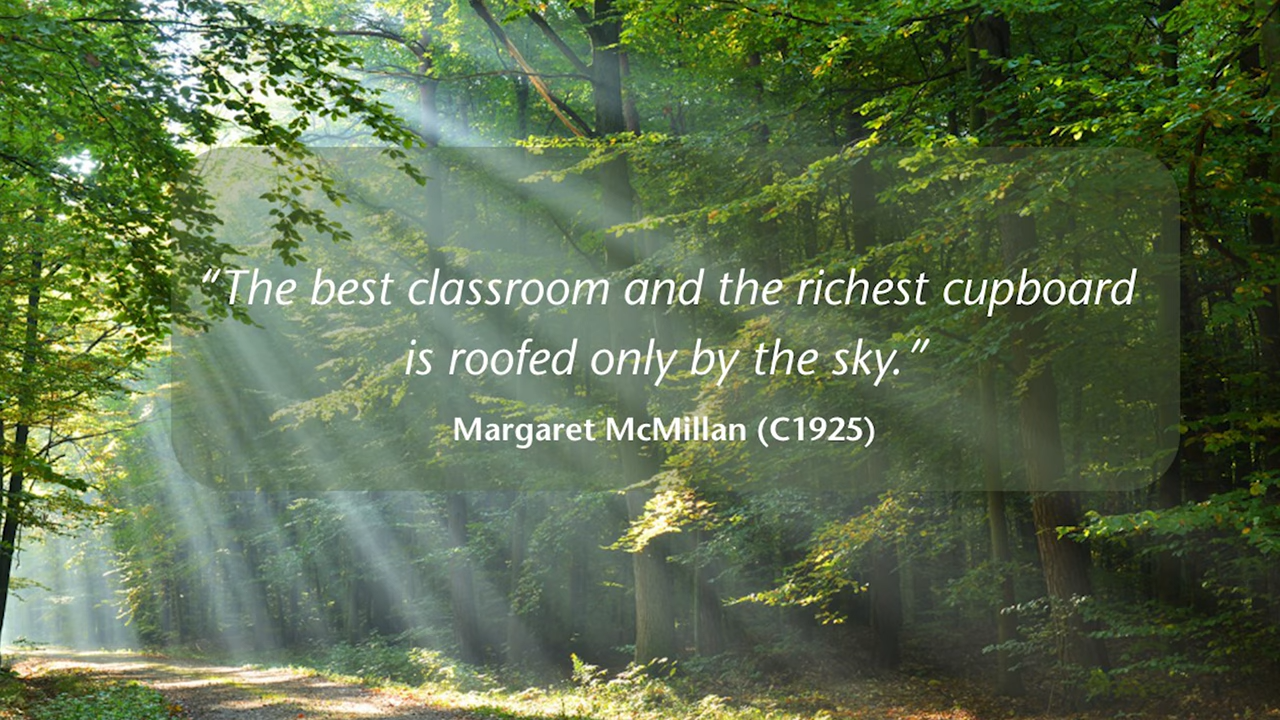 “The best classroom and the richest cupboard
is roofed only by the sky.”
Margaret McMillan (C1925)